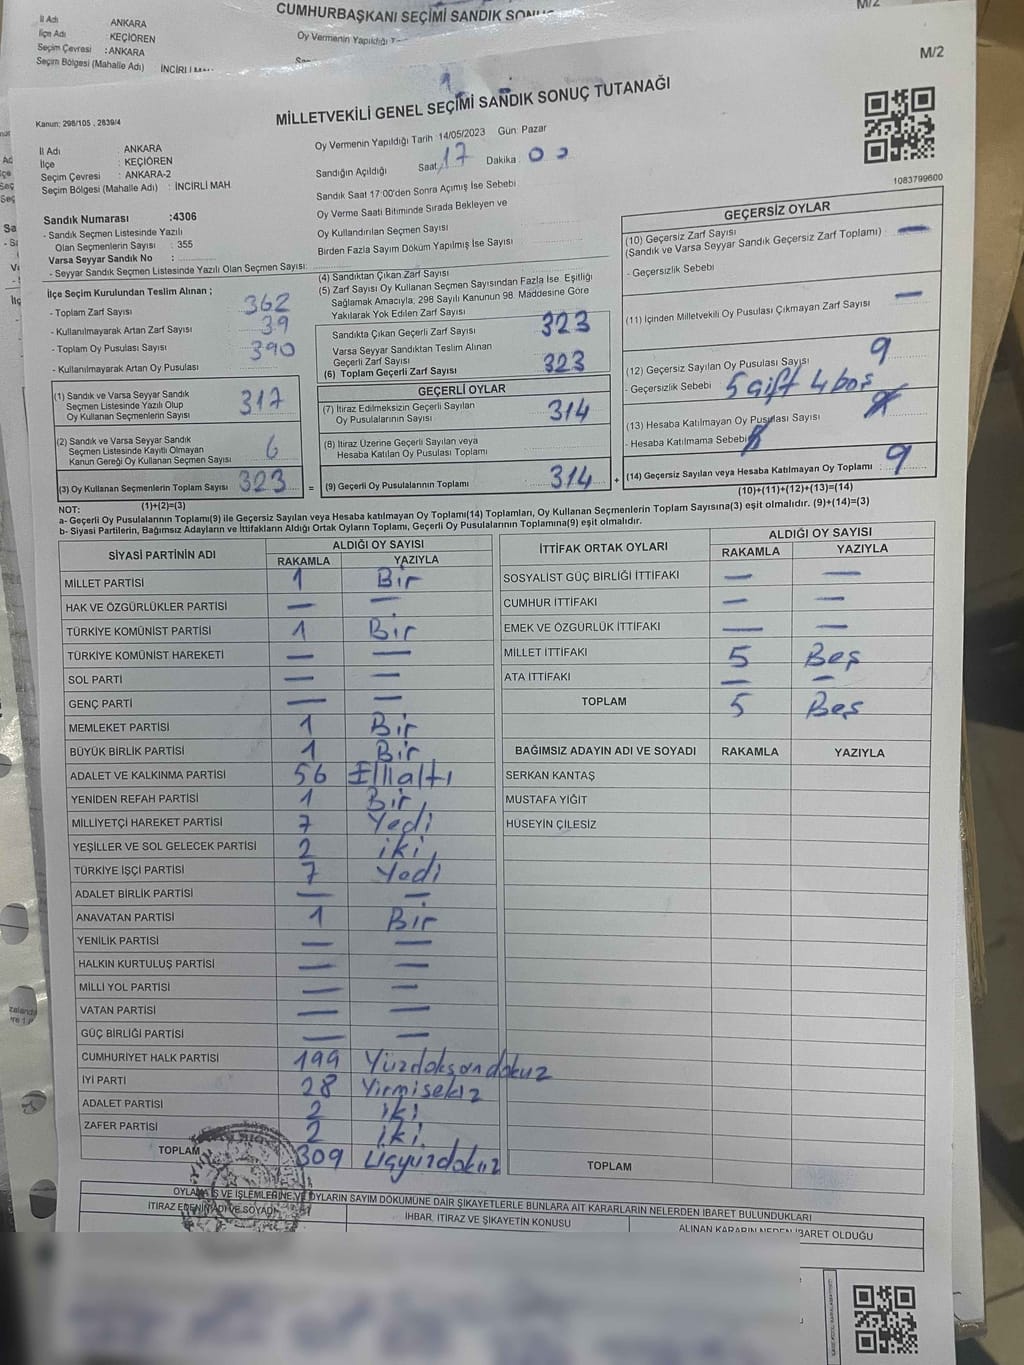 CUMHURBAŞKANI SEÇİMİ SANDIK
M/2
İl Adı ANKARA
İlçe Adı : KEÇİÖREN
Seçim Çevresi : ANKARA
Seçim Bölgesi (Mahalle Adı)
Oy Vermenin Yapıldığı
M/2
1
MİLLETVEKİLİ GENEL SEÇİMİ SANDIK SONUÇ TUTANAĞI
Kanun: 298/105 , 2839/4
1083799600
İl Adı : ANKARA
İlçe : KEÇİÖREN
Seçim Çevresi : ANKARA-2
Seçim Bölgesi (Mahalle Adı) : İNCİRLİ MAH
Oy Vermenin Yapıldığı Tarih 14/05/2023 Gün: Pazar
Sandığın Açıldığı Saat 17 Dakika : 00
Sandık Saat 17:00'den Sonra Açımış İse Sebebi
Oy Verme Saati Bitiminde Sırada Bekleyen ve
Oy Kullandırılan Seçmen Sayısı
Birden Fazla Sayım Döküm Yapılmış İse Sayısı
Sandık Numarası :4306
- Sandık Seçmen Listesinde Yazılı
Olan Seçmenlerin Sayısı : 355
Varsa Seyyar Sandık No :
- Seyyar Sandık Seçmen Listesinde Yazılı Olan Seçmen Sayısı:
İlçe Seçim Kurulundan Teslim Alınan ;
- Toplam Zarf Sayısı 362
- Kullanılmayarak Artan Zarf Sayısı 39
- Toplam Oy Pusulası Sayısı 390
- Kullanılmayarak Artan Oy Pusulası
(1) Sandık ve Varsa Seyyar Sandık
Seçmen Listesinde Yazılı Olup
Oy Kullanan Seçmenlerin Sayısı 317
(2) Sandık ve Varsa Seyyar Sandık
Seçmen Listesinde Kayıtlı Olmayan
Kanun Gereği Oy Kullanan Seçmen Sayısı 6
(3) Oy Kullanan Seçmenlerin Toplam Sayısı 323 =
(4) Sandıktan Çıkan Zarf Sayısı
(5) Zarf Sayısı Oy Kullanan Seçmen Sayısından Fazla İse, Eşitliği
Sağlamak Amacıyla, 298 Sayılı Kanunun 98. Maddesine Göre
Yakılarak Yok Edilen Zarf Sayısı
Sandıkta Çıkan Geçerli Zarf Sayısı 323
Varsa Seyyar Sandıktan Teslim Alınan
Geçerli Zarf Sayısı
(6) Toplam Geçerli Zarf Sayısı 323
GEÇERLİ OYLAR
(7) İtiraz Edilmeksizin Geçerli Sayılan
Oy Pusulalarının Sayısı 314
(8) İtiraz Üzerine Geçerli Sayılan veya
Hesaba Katılan Oy Pusulası Toplamı
(9) Geçerli Oy Pusulalarının Toplamı 314 +
GEÇERSİZ OYLAR
(10) Geçersiz Zarf Sayısı
(Sandık ve Varsa Seyyar Sandık Geçersiz Zarf Toplamı) : —
- Geçersizlik Sebebi
(11) İçinden Milletvekili Oy Pusulası Çıkmayan Zarf Sayısı —
(12) Geçersiz Sayılan Oy Pusulası Sayısı 9
- Geçersizlik Sebebi 5 çift 4 boş
(13) Hesaba Katılmayan Oy Pusulası Sayısı
- Hesaba Katılmama Sebebi
(14) Geçersiz Sayılan veya Hesaba Katılmayan Oy Toplamı : 9
(10)+(11)+(12)+(13)=(14)
NOT: (1)+(2)=(3)
a- Geçerli Oy Pusulalarının Toplamı(9) ile Geçersiz Sayılan veya Hesaba katılmayan Oy Toplamı(14) Toplamları, Oy Kullanan Seçmenlerin Toplam Sayısına(3) eşit olmalıdır. (9)+(14)=(3)
b- Siyasi Partilerin, Bağımsız Adayların ve İttifakların Aldığı Ortak Oyların Toplamı, Geçerli Oy Pusulalarının Toplamına(9) eşit olmalıdır.
SİYASİ PARTİNİN ADI ALDIĞI OY SAYISI
RAKAMLA YAZIYLA
MİLLET PARTİSİ 1 Bir
HAK VE ÖZGÜRLÜKLER PARTİSİ — —
TÜRKİYE KOMÜNİST PARTİSİ 1 Bir
TÜRKİYE KOMÜNİST HAREKETİ — —
SOL PARTİ — —
GENÇ PARTİ — —
MEMLEKET PARTİSİ 1 Bir
BÜYÜK BİRLİK PARTİSİ 1 Bir
ADALET VE KALKINMA PARTİSİ 56 Ellialtı
YENİDEN REFAH PARTİSİ 1 Bir
MİLLİYETÇİ HAREKET PARTİSİ 7 Yedi
YEŞİLLER VE SOL GELECEK PARTİSİ 2 iki
TÜRKİYE İŞÇİ PARTİSİ 7 Yedi
ADALET BİRLİK PARTİSİ — —
ANAVATAN PARTİSİ 1 Bir
YENİLİK PARTİSİ — —
HALKIN KURTULUŞ PARTİSİ — —
MİLLİ YOL PARTİSİ — —
VATAN PARTİSİ — —
GÜÇ BİRLİĞİ PARTİSİ — —
CUMHURİYET HALK PARTİSİ 199 Yüzdoksandokuz
İYİ PARTİ 28 Yirmisekiz
ADALET PARTİSİ 2 iki
ZAFER PARTİSİ 2 iki
TOPLAM 309 Üçyüzdokuz
İTTİFAK ORTAK OYLARI ALDIĞI OY SAYISI
RAKAMLA YAZIYLA
SOSYALİST GÜÇ BİRLİĞİ İTTİFAKI — —
CUMHUR İTTİFAKI — —
EMEK VE ÖZGÜRLÜK İTTİFAKI — —
MİLLET İTTİFAKI 5 Beş
ATA İTTİFAKI — —
TOPLAM 5 Beş
BAĞIMSIZ ADAYIN ADI VE SOYADI RAKAMLA YAZIYLA
SERKAN KANTAŞ
MUSTAFA YİĞİT
HÜSEYİN ÇİLESİZ
TOPLAM
OYLAMA İŞ VE İŞLEMLERİNE VE OYLARIN SAYIM DÖKÜMÜNE DAİR ŞİKAYETLERLE BUNLARA AİT KARARLARIN NELERDEN İBARET BULUNDUKLARI
İTİRAZ EDENİN ADI VE SOYADI İHBAR, İTİRAZ VE ŞİKAYETİN KONUSU ALINAN KARARIN NEDEN İBARET OLDUĞU